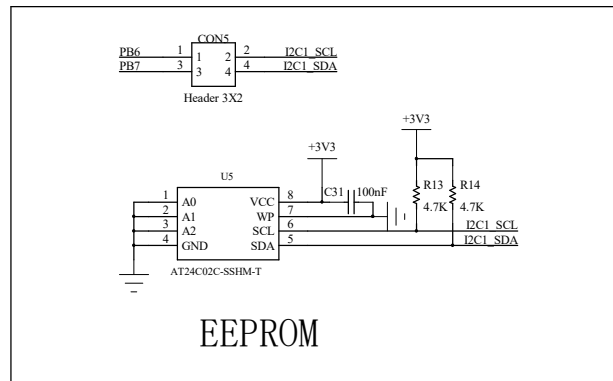 CON5
PB6 1 1 2 2 I2C1_SCL
PB7 3 3 4 4 I2C1_SDA
Header 3X2
+3V3
+3V3
U5
C31 100nF
R13 R14
4.7K 4.7K
1 A0 VCC 8
2 A1 WP 7
3 A2 SCL 6 I2C1_SCL
4 GND SDA 5 I2C1_SDA
AT24C02C-SSHM-T
EEPROM